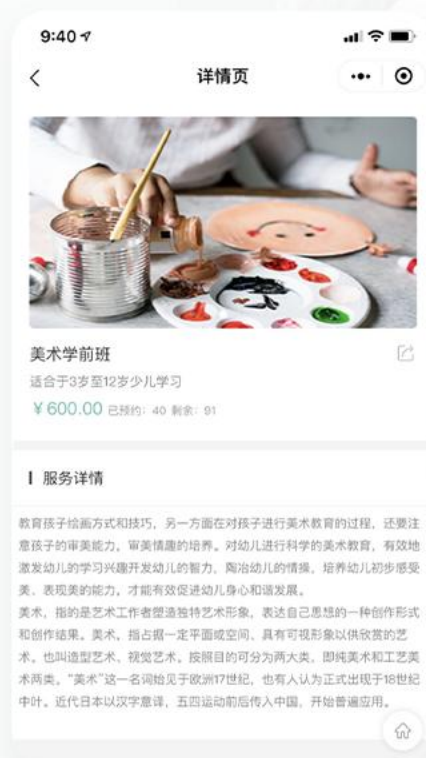 9:40
详情页
美术学前班
适合于3岁至12岁少儿学习
￥600.00 已预约：40 剩余：91
服务详情
教育孩子绘画方式和技巧，另一方面在对孩子进行美术教育的过程，还要注
意孩子的审美能力，审美情趣的培养。对幼儿进行科学的美术教育，有效地
激发幼儿的学习兴趣开发幼儿的智力、陶冶幼儿的情操，培养幼儿初步感受
美、表现美的能力，才能有效促进幼儿身心和谐发展。
美术，指的是艺术工作者塑造独特艺术形象，表达自己思想的一种创作形式
和创作结果。美术，指占据一定平面或空间、具有可视形象以供欣赏的艺
术，也叫造型艺术、视觉艺术。按照目的可分为两大类，即纯美术和工艺美
术两类。“美术”这一名词始见于欧洲17世纪，也有人认为正式出现于18世纪
中叶。近代日本以汉字意译，五四运动前后传入中国，开始普遍应用。